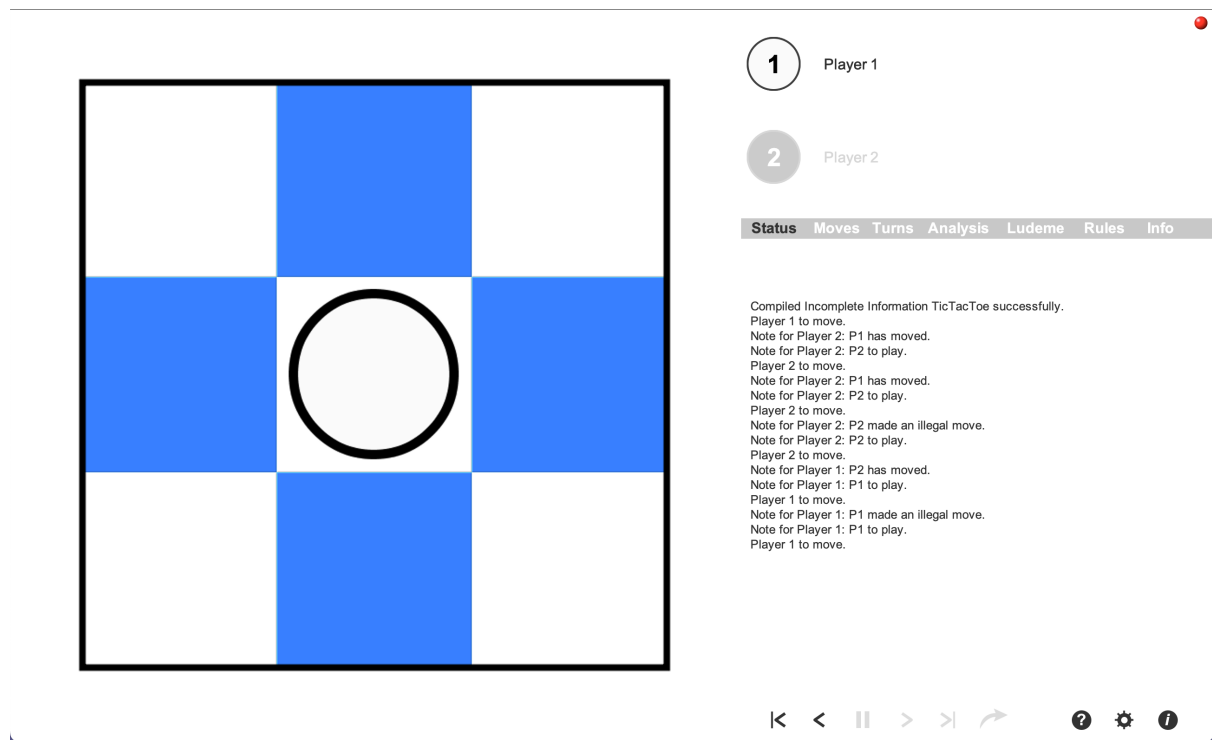 1 Player 1
2 Player 2
Status Moves Turns Analysis Ludeme Rules Info
Compiled Incomplete Information TicTacToe successfully.
Player 1 to move.
Note for Player 2: P1 has moved.
Note for Player 2: P2 to play.
Player 2 to move.
Note for Player 2: P1 has moved.
Note for Player 2: P2 to play.
Player 2 to move.
Note for Player 2: P2 made an illegal move.
Note for Player 2: P2 to play.
Player 2 to move.
Note for Player 1: P2 has moved.
Note for Player 1: P1 to play.
Player 1 to move.
Note for Player 1: P1 made an illegal move.
Note for Player 1: P1 to play.
Player 1 to move.